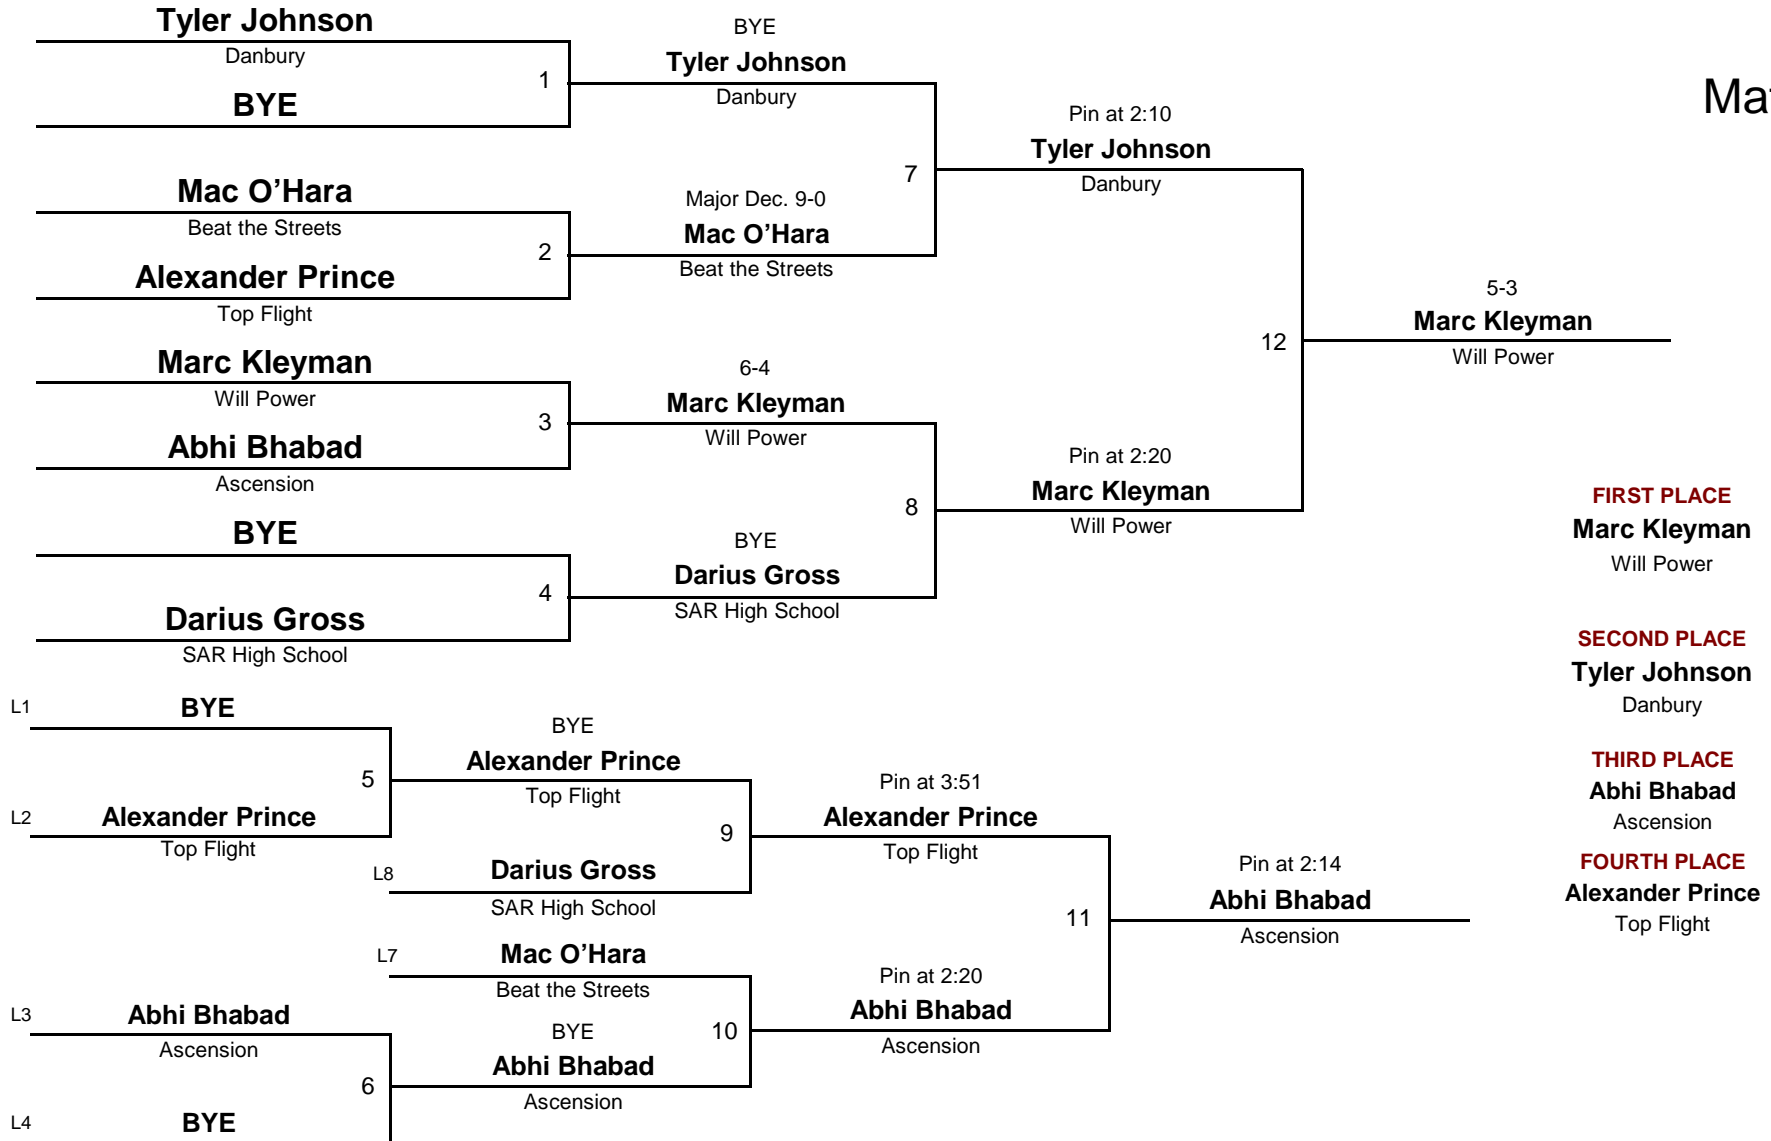 Tyler Johnson
Danbury
1
BYE
Mac O’Hara
Beat the Streets
2
Alexander Prince
Top Flight
Marc Kleyman
Will Power
3
Abhi Bhabad
Ascension
BYE
4
Darius Gross
SAR High School
BYE
Tyler Johnson
Danbury
7
Major Dec. 9-0
Mac O’Hara
Beat the Streets
6-4
Marc Kleyman
Will Power
8
BYE
Darius Gross
SAR High School
Pin at 2:10
Tyler Johnson
Danbury
12
Pin at 2:20
Marc Kleyman
Will Power
5-3
Marc Kleyman
Will Power
FIRST PLACE
Marc Kleyman
Will Power
SECOND PLACE
Tyler Johnson
Danbury
THIRD PLACE
Abhi Bhabad
Ascension
FOURTH PLACE
Alexander Prince
Top Flight
L1
BYE
5
L2
Alexander Prince
Top Flight
BYE
Alexander Prince
Top Flight
9
L8
Darius Gross
SAR High School
L7
Mac O’Hara
Beat the Streets
10
BYE
Abhi Bhabad
Ascension
L3
Abhi Bhabad
Ascension
6
L4
BYE
Pin at 3:51
Alexander Prince
Top Flight
11
Pin at 2:20
Abhi Bhabad
Ascension
Pin at 2:14
Abhi Bhabad
Ascension